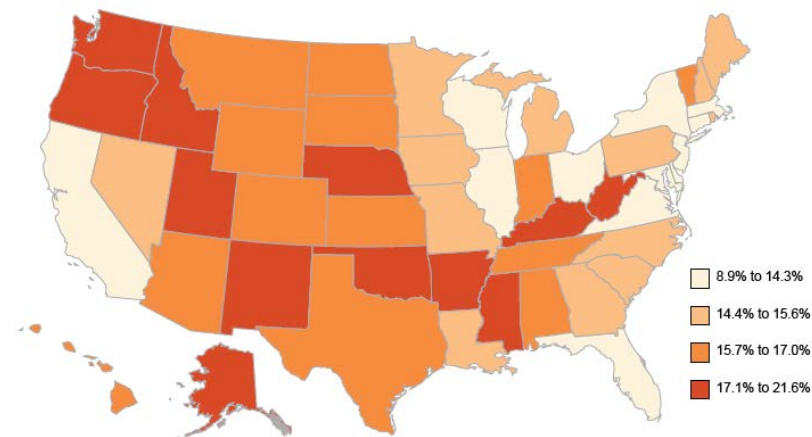 8.9% to 14.3%
14.4% to 15.6%
15.7% to 17.0%
17.1% to 21.6%